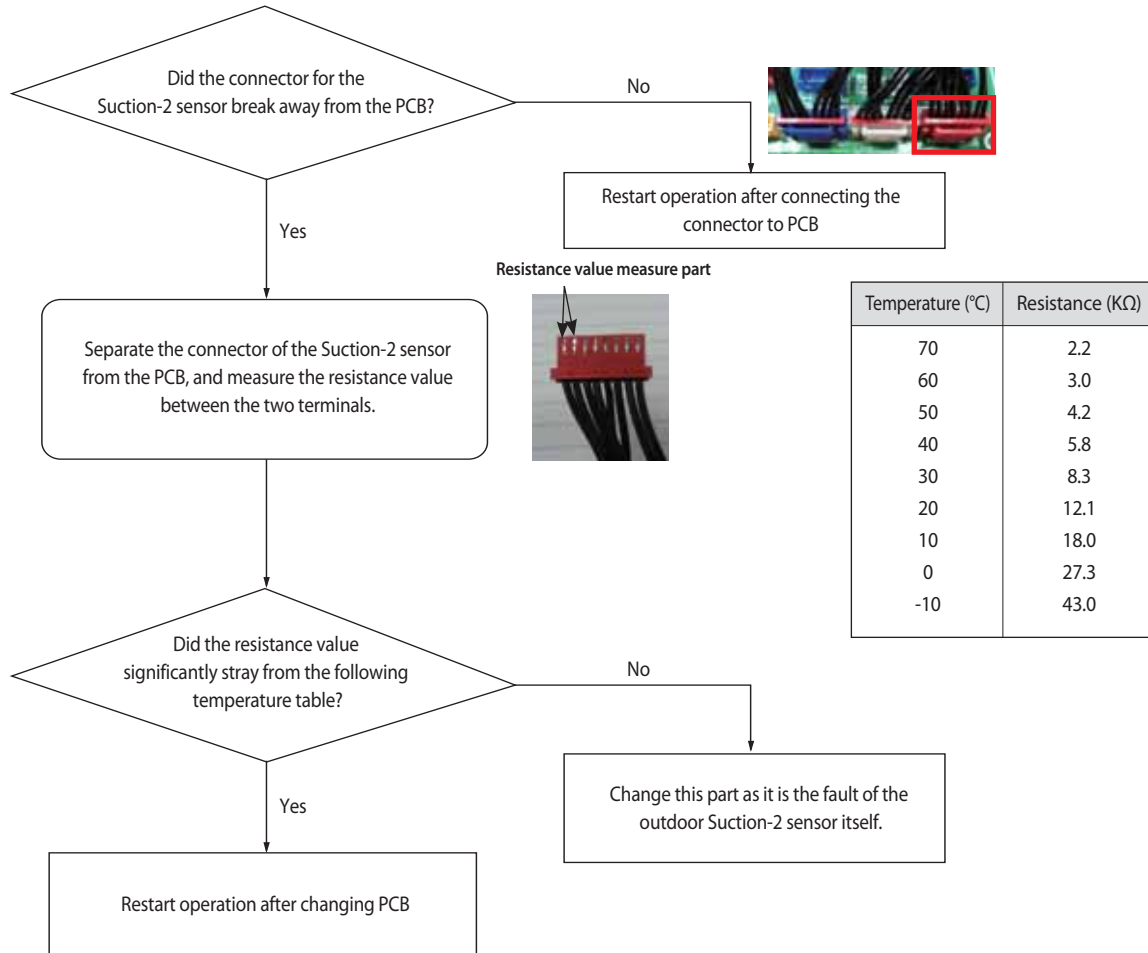 Did the connector for the
Suction-2 sensor break away from the PCB?
No
Restart operation after connecting the
connector to PCB
Yes
Resistance value measure part
Separate the connector of the Suction-2 sensor
from the PCB, and measure the resistance value
between the two terminals.
Temperature (°C) Resistance (KΩ)
70 2.2
60 3.0
50 4.2
40 5.8
30 8.3
20 12.1
10 18.0
0 27.3
-10 43.0
Did the resistance value
significantly stray from the following
temperature table?
No
Change this part as it is the fault of the
outdoor Suction-2 sensor itself.
Yes
Restart operation after changing PCB